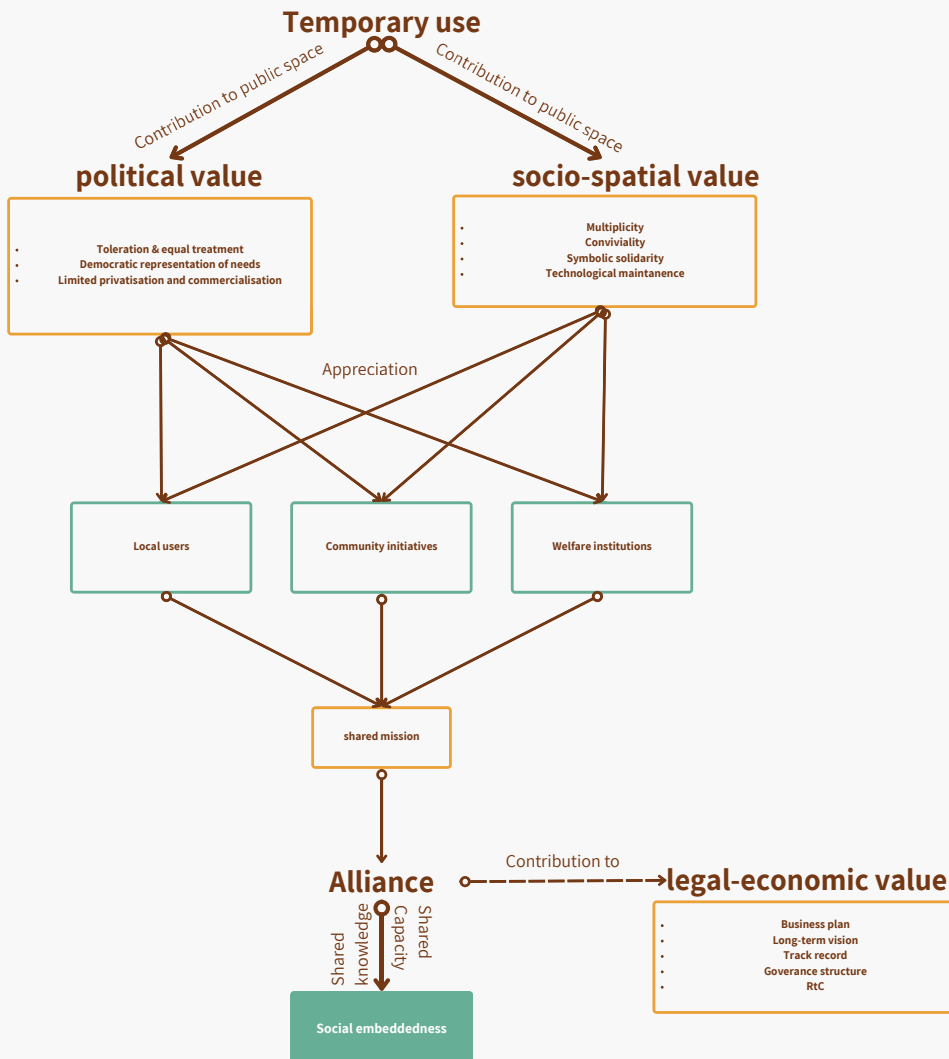 Temporary use
Contribution to public space
Contribution to public space
political value
socio-spatial value
• Toleration & equal treatment
• Democratic representation of needs
• Limited privatisation and commercialisation
• Multiplicity
• Conviviality
• Symbolic solidarity
• Technological maintanence
Appreciation
Local users
Community initiatives
Welfare institutions
shared mission
Alliance
Contribution to
legal-economic value
Shared
knowledge
Shared
Capacity
• Business plan
• Long-term vision
• Track record
• Goverance structure
• RtC
Social embeddedness